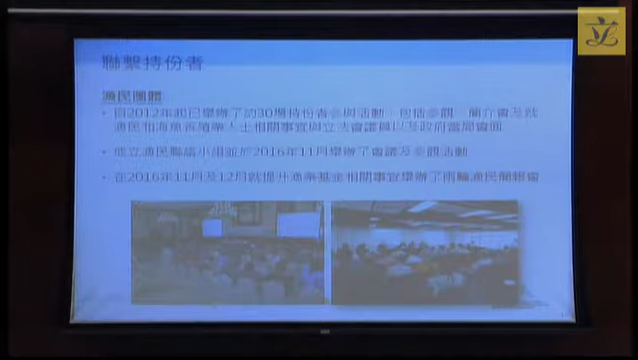 聯繫持份者
漁民團體
• 自2012年起已舉辦了約30場持份者參與活動，包括參觀、簡介會及就
漁民和海魚養殖業人士相關事宜與立法會議員以及政府當局會面
• 成立漁民聯絡小組並於2016年11月舉辦了會議及參觀活動
• 在2016年11月及12月就提升漁業基金相關事宜舉辦了兩輪漁民簡報會
立